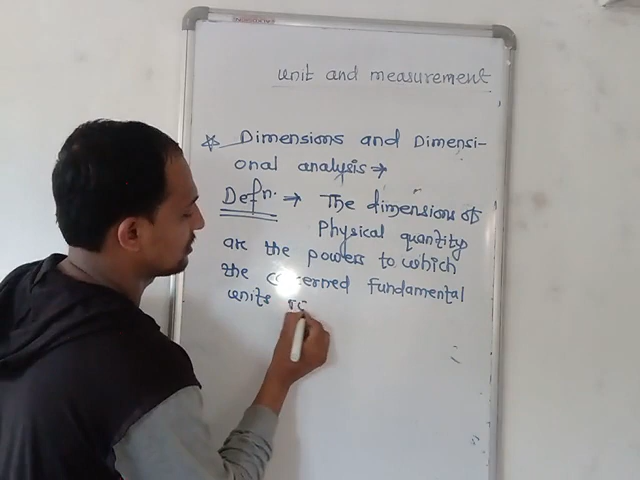 unit and measurement
☆ Dimensions and Dimensi-
onal analysis →
Defn. → The dimensions of
Physical quantity
are the powers to which
the fundamental
units